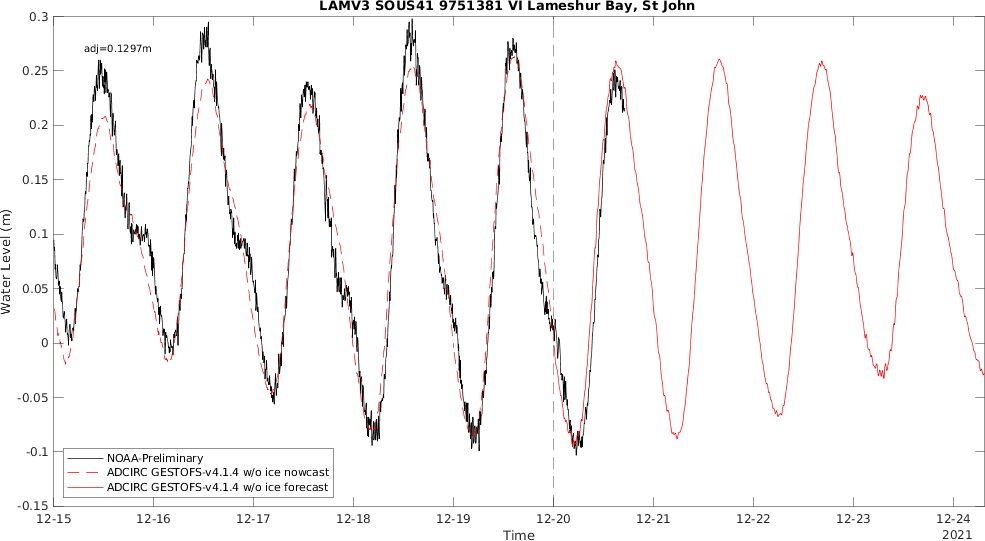 LAMV3 SOUS41 9751381 VI Lameshur Bay, St John
adj=0.1297m
0.3
0.25
0.2
0.15
0.1
0.05
0
-0.05
-0.1
-0.15
Water Level (m)
NOAA-Preliminary
ADCIRC GESTOFS-v4.1.4 w/o ice nowcast
ADCIRC GESTOFS-v4.1.4 w/o ice forecast
12-15 12-16 12-17 12-18 12-19 12-20 12-21 12-22 12-23 12-24
Time
2021